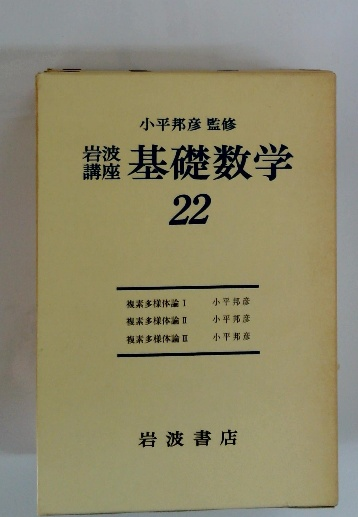 小平邦彦 監修
岩波講座 基礎数学
22
複素多様体論 I 小平邦彦
複素多様体論 II 小平邦彦
複素多様体論 III 小平邦彦
岩波書店